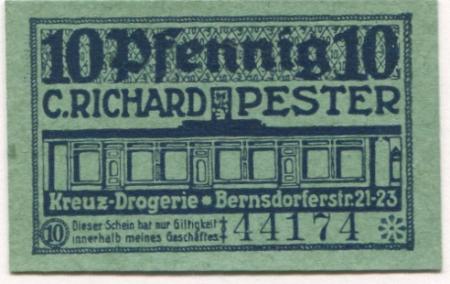 10 Pfennig 10
C. RICHARD PESTER
Kreuz-Drogerie • Bernsdorferstr. 21-23
10 Dieser Schein hat nur Giltigkeit
innerhalb meines Geschäftes
44174